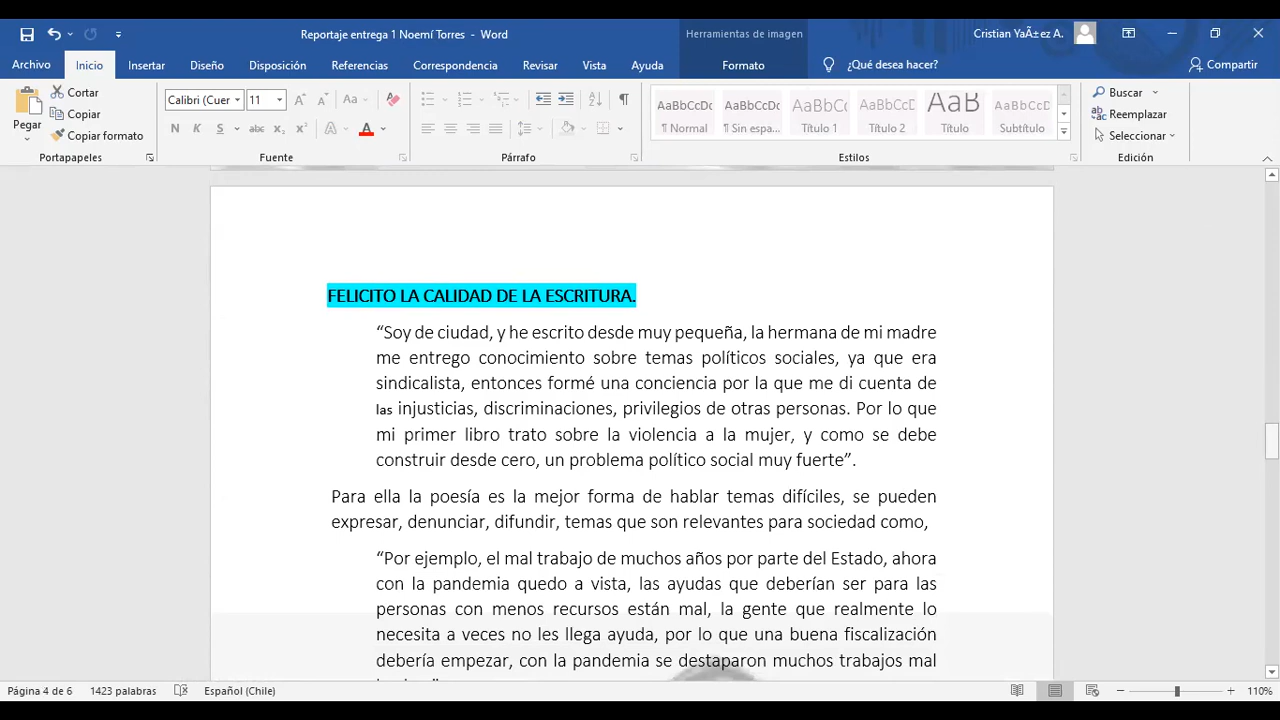 Reportaje entrega 1 Noemí Torres - Word
Herramientas de imagen
Cristian YaÃ±ez A.
Archivo Inicio Insertar Diseño Disposición Referencias Correspondencia Revisar Vista Ayuda Formato ¿Qué desea hacer? Compartir
Pegar
Cortar
Copiar
Copiar formato
Portapapeles
Calibri (Cuer 11
Aa
N K S abc x₂ x²
A A
Fuente
Párrafo
AaBbCcDc AaBbCcDc AaBbCc AaBbCcD AaB AaBbCcD
¶ Normal ¶ Sin espa... Título 1 Título 2 Título Subtítulo
Estilos
Buscar
Reemplazar
Seleccionar
Edición
FELICITO LA CALIDAD DE LA ESCRITURA.
“Soy de ciudad, y he escrito desde muy pequeña, la hermana de mi madre
me entrego conocimiento sobre temas políticos sociales, ya que era
sindicalista, entonces formé una conciencia por la que me di cuenta de
las injusticias, discriminaciones, privilegios de otras personas. Por lo que
mi primer libro trato sobre la violencia a la mujer, y como se debe
construir desde cero, un problema político social muy fuerte”.
Para ella la poesía es la mejor forma de hablar temas difíciles, se pueden
expresar, denunciar, difundir, temas que son relevantes para sociedad como,
“Por ejemplo, el mal trabajo de muchos años por parte del Estado, ahora
con la pandemia quedo a vista, las ayudas que deberían ser para las
personas con menos recursos están mal, la gente que realmente lo
necesita a veces no les llega ayuda, por lo que una buena fiscalización
debería empezar, con la pandemia se destaparon muchos trabajos mal
Página 4 de 6 1423 palabras Español (Chile) 110%